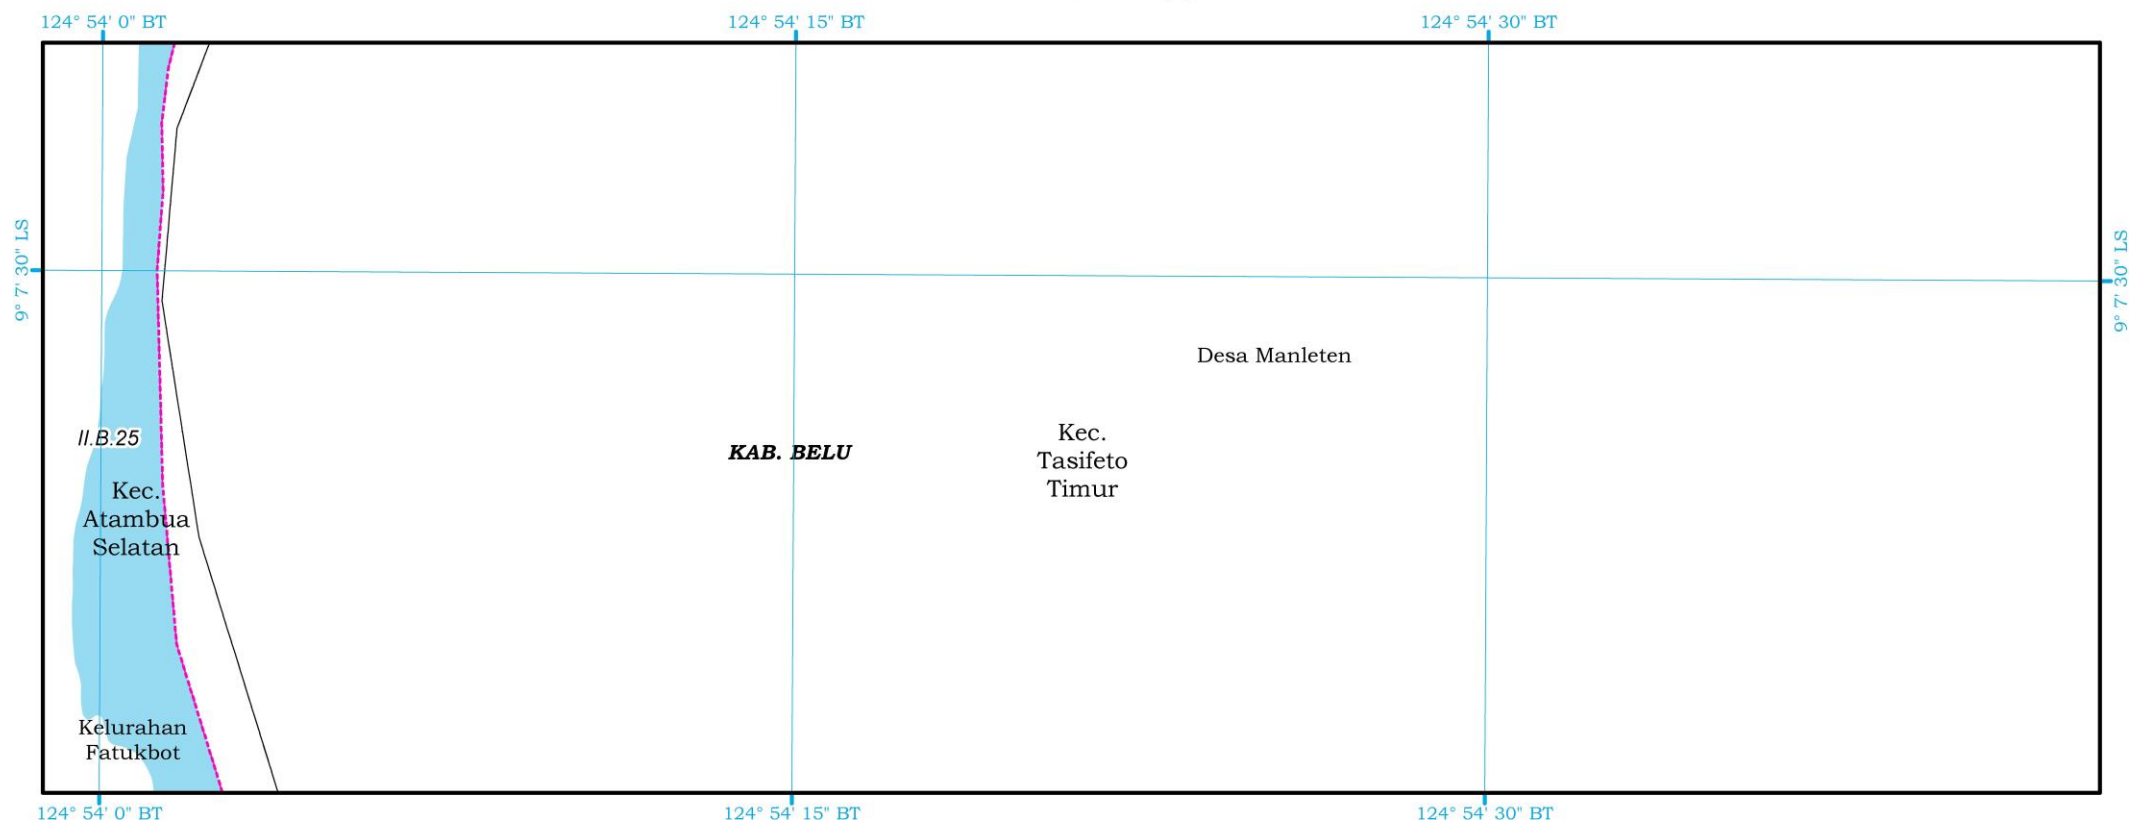 124° 54' 0" BT
124° 54' 15" BT
124° 54' 30" BT
9° 7' 30" LS
9° 7' 30" LS
Desa Manleten
II.B.25
KAB. BELU
Kec.
Tasifeto
Timur
Kec.
Atambua
Selatan
Kelurahan
Fatukbot
124° 54' 0" BT
124° 54' 15" BT
124° 54' 30" BT